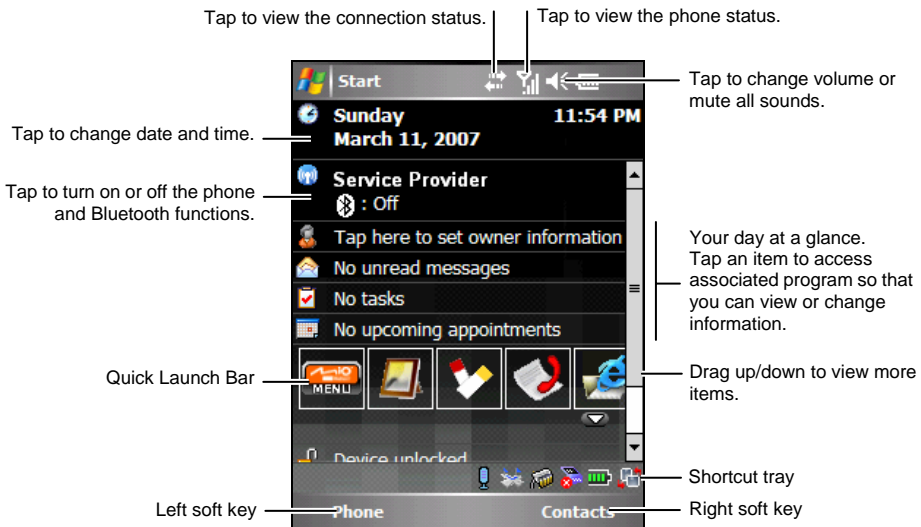 Tap to view the connection status.
Tap to view the phone status.
Start
Tap to change volume or
mute all sounds.
Sunday
11:54 PM
March 11, 2007
Tap to change date and time.
Service Provider
: Off
Tap to turn on or off the phone
and Bluetooth functions.
Tap here to set owner information
No unread messages
No tasks
No upcoming appointments
Your day at a glance.
Tap an item to access
associated program so that
you can view or change
information.
Quick Launch Bar
Mio
MENU
Drag up/down to view more
items.
Device unlocked
Shortcut tray
Left soft key
Phone
Contacts
Right soft key